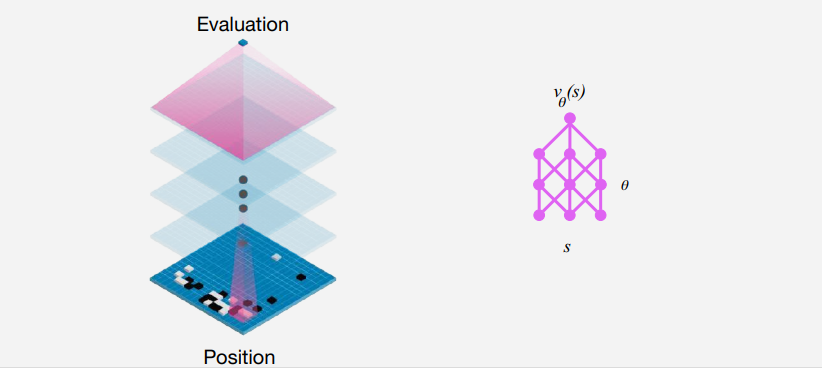 Evaluation
vθ(s)
θ
s
Position